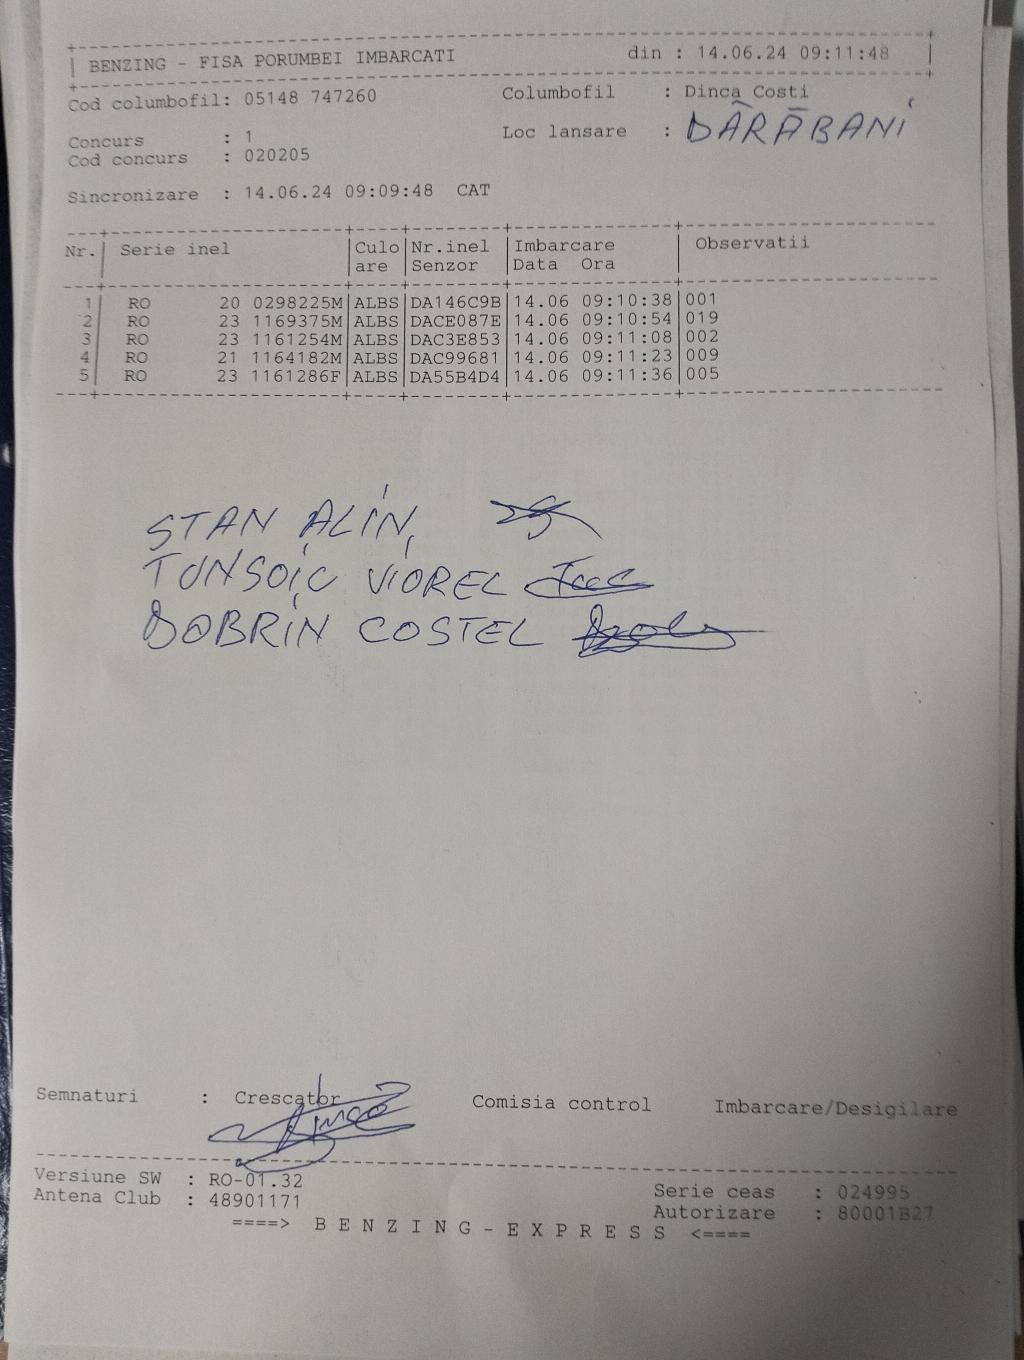 BENZING - FISA PORUMBEI IMBARCATI din : 14.06.24 09:11:48
Cod columbofil: 05148 747260 Columbofil : Dinca Costi
Concurs : 1 Loc lansare : DĀRĀBANI
Cod concurs : 020205
Sincronizare : 14.06.24 09:09:48 CAT
Nr. Serie inel Culo Nr.inel Imbarcare Observatii
are Senzor Data Ora
1 RO 20 0298225M ALBS DA146C9B 14.06 09:10:38 001
2 RO 23 1169375M ALBS DACE087E 14.06 09:10:54 019
3 RO 23 1161254M ALBS DAC3E853 14.06 09:11:08 002
4 RO 21 1164182M ALBS DAC99681 14.06 09:11:23 009
5 RO 23 1161286F ALBS DA55B4D4 14.06 09:11:36 005
STAN ALIN,
TUNSOIC VIOREL
DOBRIN COSTEL
Semnaturi : Crescator Comisia control Imbarcare/Desigilare
Versiune SW : RO-01.32
Antena Club : 48901171 Serie ceas : 024995
Autorizare : 80001B27
====> B E N Z I N G - E X P R E S S <====